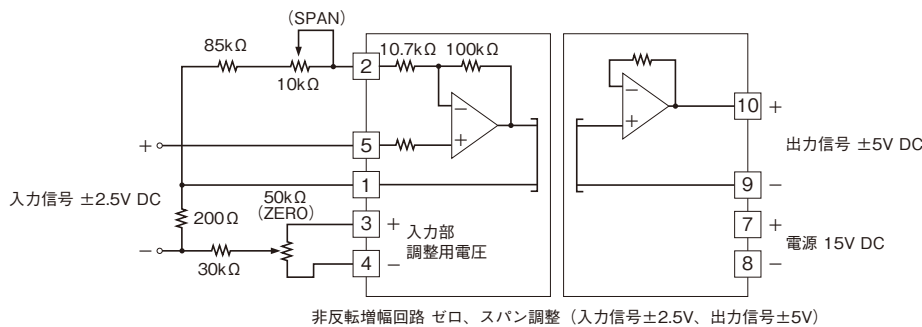 (SPAN)
85kΩ
10kΩ
2
10.7kΩ
100kΩ
−
+
5
1
+
入力信号 ±2.5V DC
−
200Ω
30kΩ
50kΩ
(ZERO)
3
+
4
−
入力部
調整用電圧
−
+
10
+
出力信号 ±5V DC
9
−
7
+
電源 15V DC
8
−
非反転増幅回路 ゼロ、スパン調整(入力信号±2.5V、出力信号±5V)